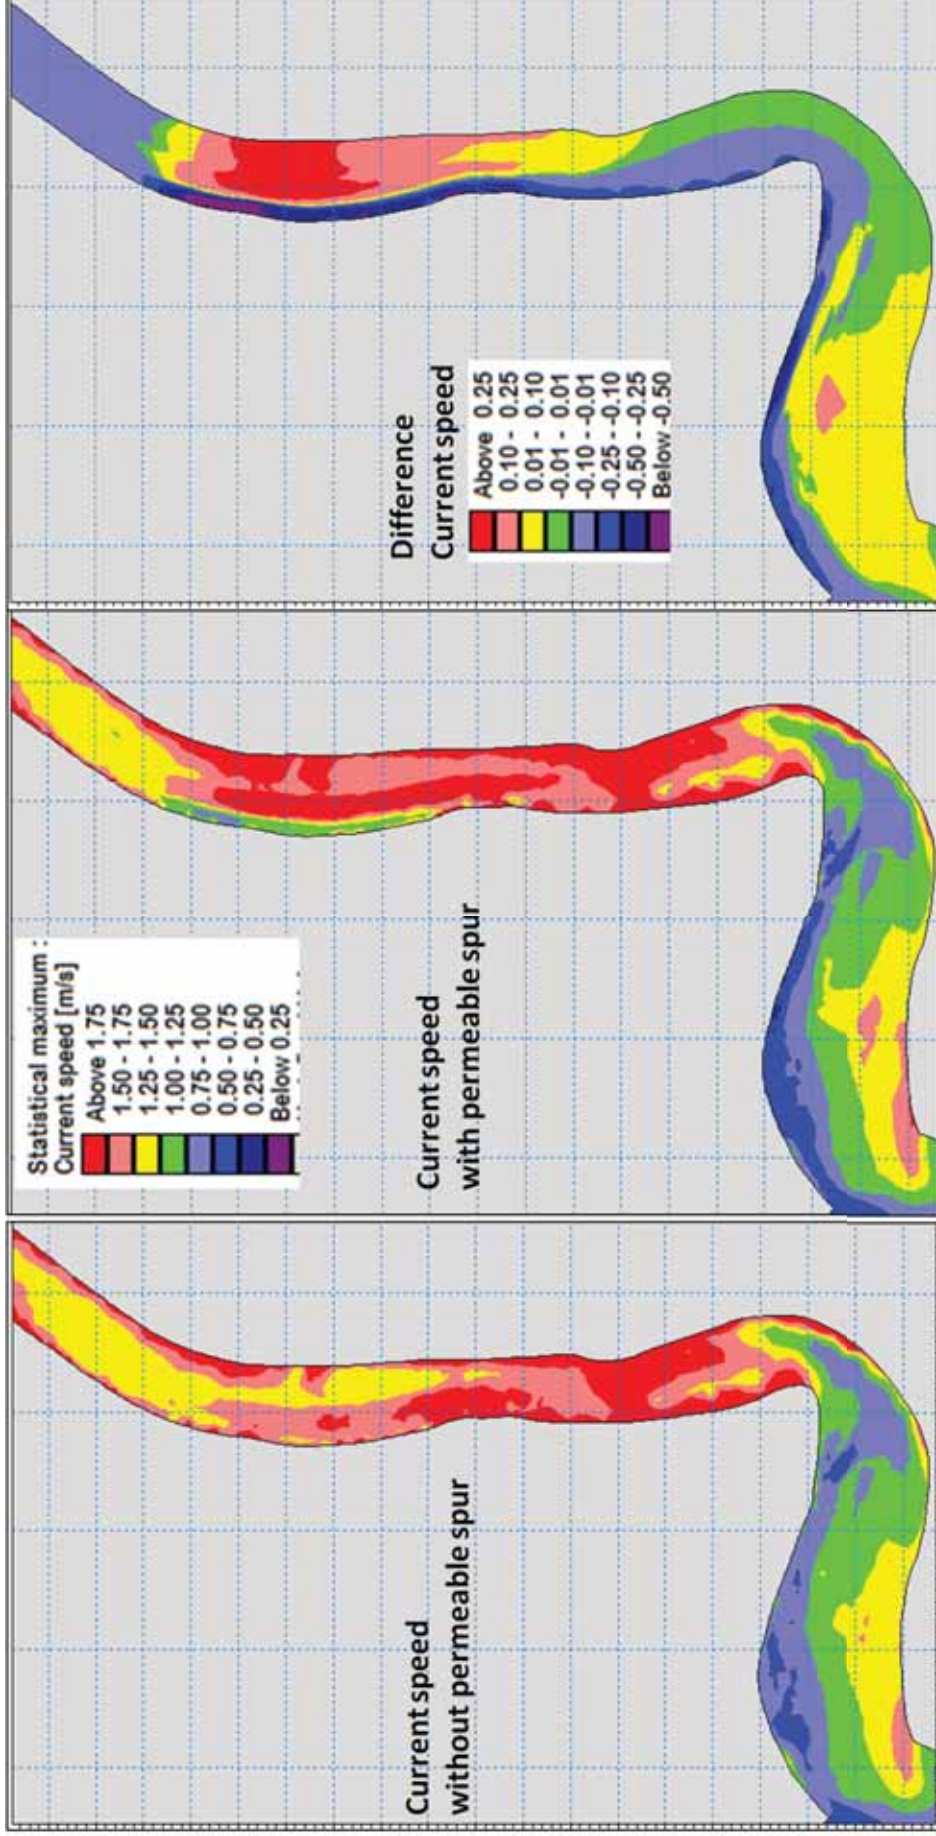 Current speed
without permeable spur
Statistical maximum :
Current speed [m/s]
Above 1.75
1.50 - 1.75
1.25 - 1.50
1.00 - 1.25
0.75 - 1.00
0.50 - 0.75
0.25 - 0.50
Below 0.25
Current speed
with permeable spur
Difference
Current speed
Above 0.25
0.10 - 0.25
0.01 - 0.10
-0.01 - 0.01
-0.10 - -0.01
-0.25 - -0.10
-0.50 - -0.25
Below -0.50